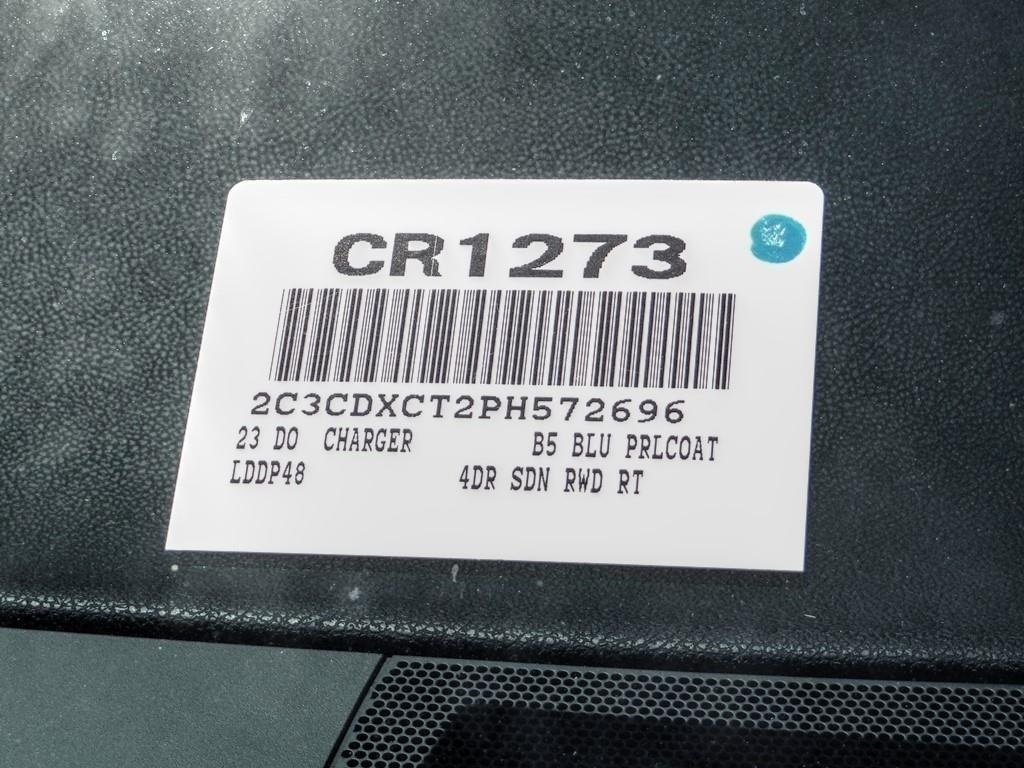 CR1273
2C3CDXCT2PH572696
23 DO CHARGER B5 BLU PRLCOAT
LDDP48 4DR SDN RWD RT